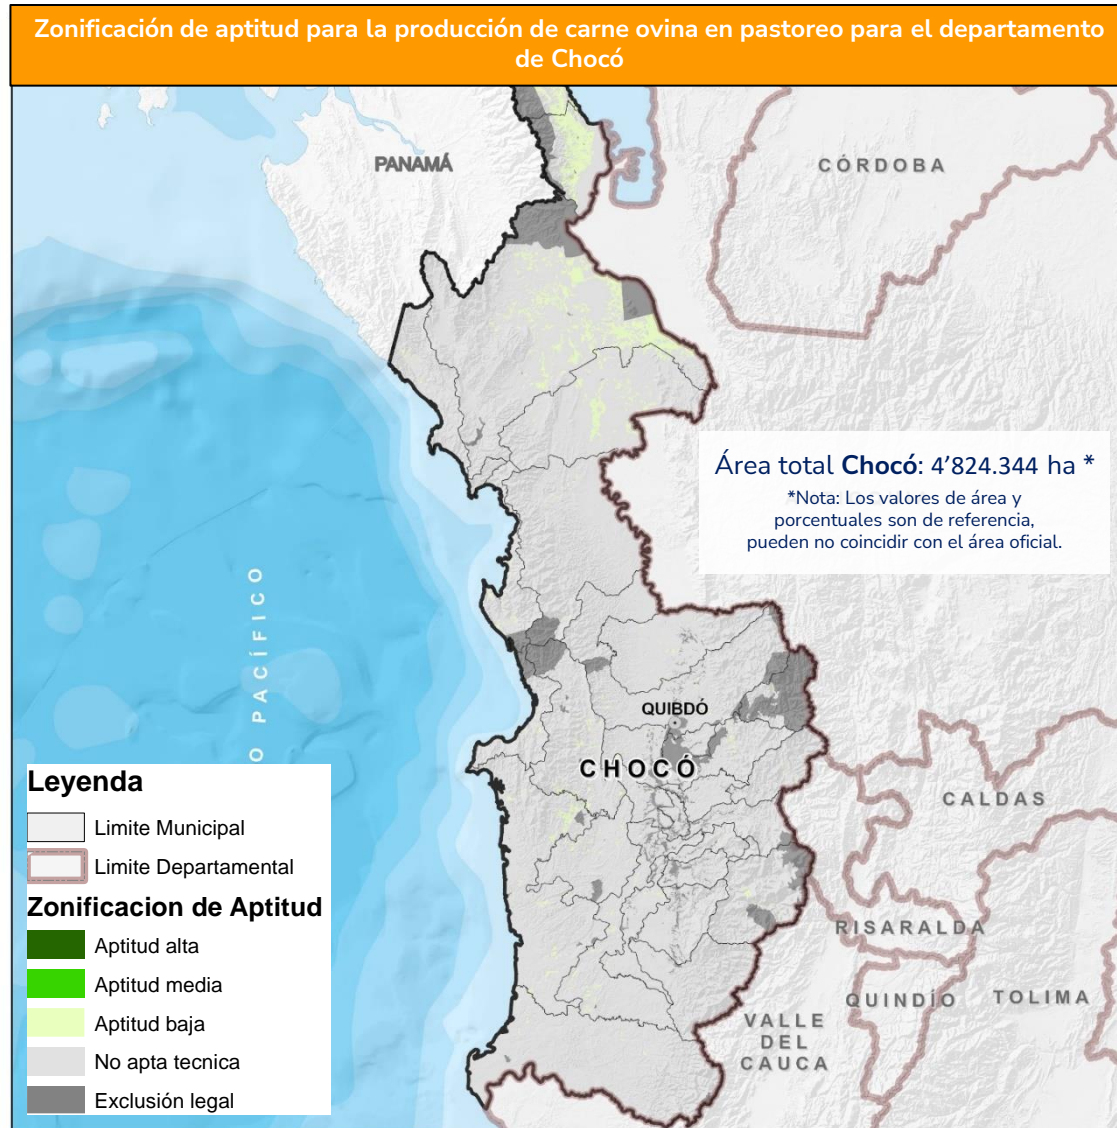 Zonificación de aptitud para la producción de carne ovina en pastoreo para el departamento
de Chocó
PANAMÁ
CÓRDOBA
Área total Chocó: 4’824.344 ha *
*Nota: Los valores de área y
porcentuales son de referencia,
pueden no coincidir con el área oficial.
O PACÍFICO
QUIBDÓ
CHOCÓ
CALDAS
RISARALDA
QUINDÍO
TOLIMA
VALLE
DEL
CAUCA
Leyenda
Limite Municipal
Limite Departamental
Zonificacion de Aptitud
Aptitud alta
Aptitud media
Aptitud baja
No apta tecnica
Exclusión legal